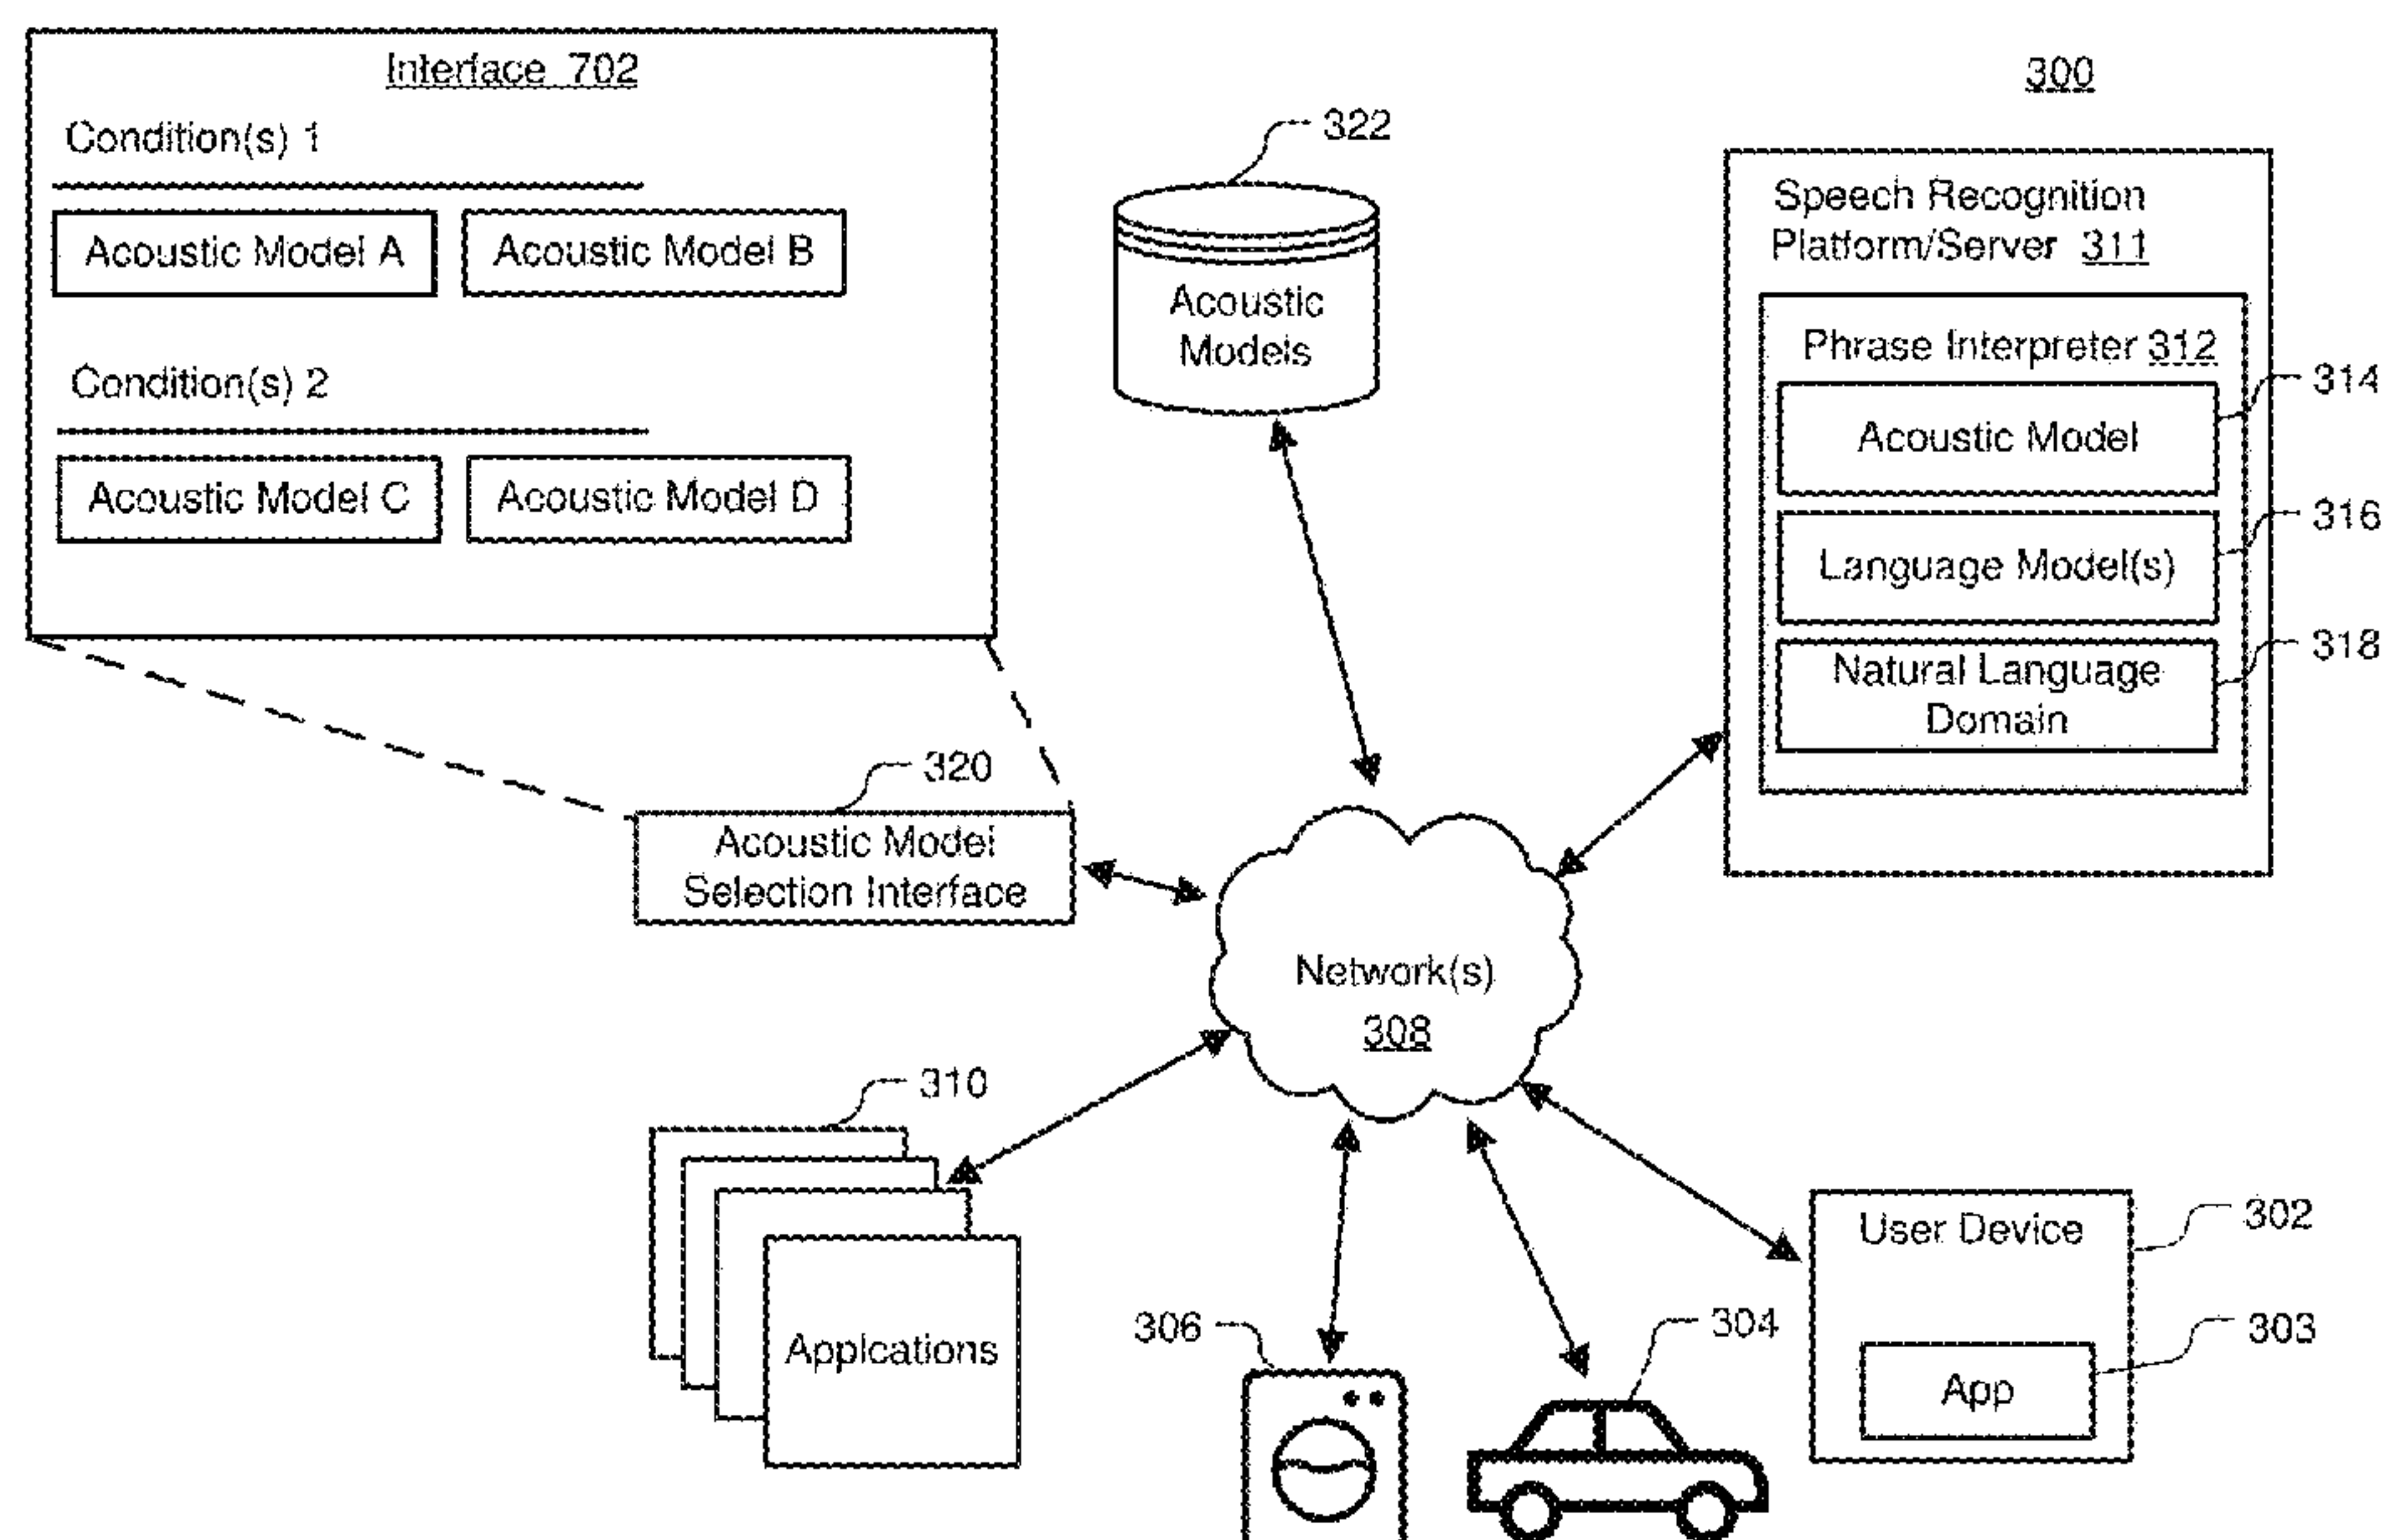 Interface 702
Condition(s) 1
Acoustic Model A
Acoustic Model B
Condition(s) 2
Acoustic Model C
Acoustic Model D
322
Acoustic
Models
300
Speech Recognition
Platform/Server 311
Phrase Interpreter 312
314
Acoustic Model
316
Language Model(s)
318
Natural Language
Domain
320
Acoustic Model
Selection Interface
Network(s)
308
310
Applcations
306
304
User Device
302
303
App